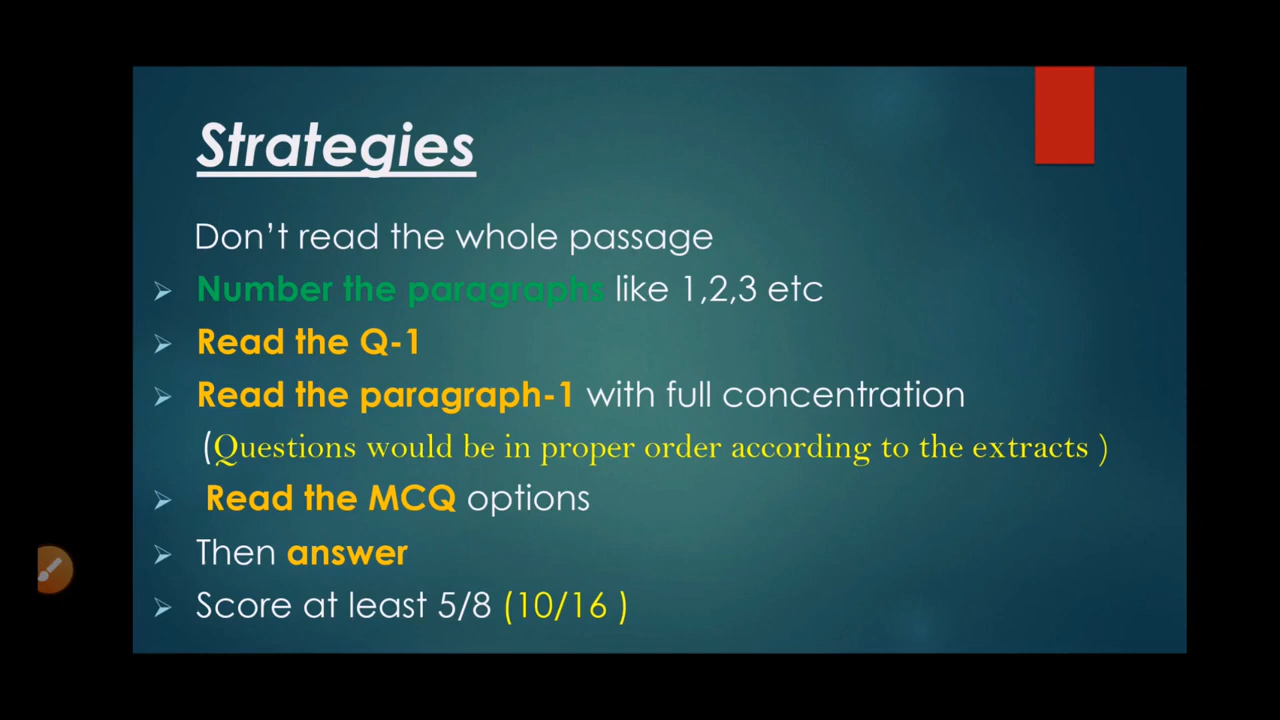 Strategies
Don't read the whole passage
Number the paragraphs like 1,2,3 etc
Read the Q-1
Read the paragraph-1 with full concentration
(Questions would be in proper order according to the extracts )
Read the MCQ options
Then answer
Score at least 5/8 (10/16 )